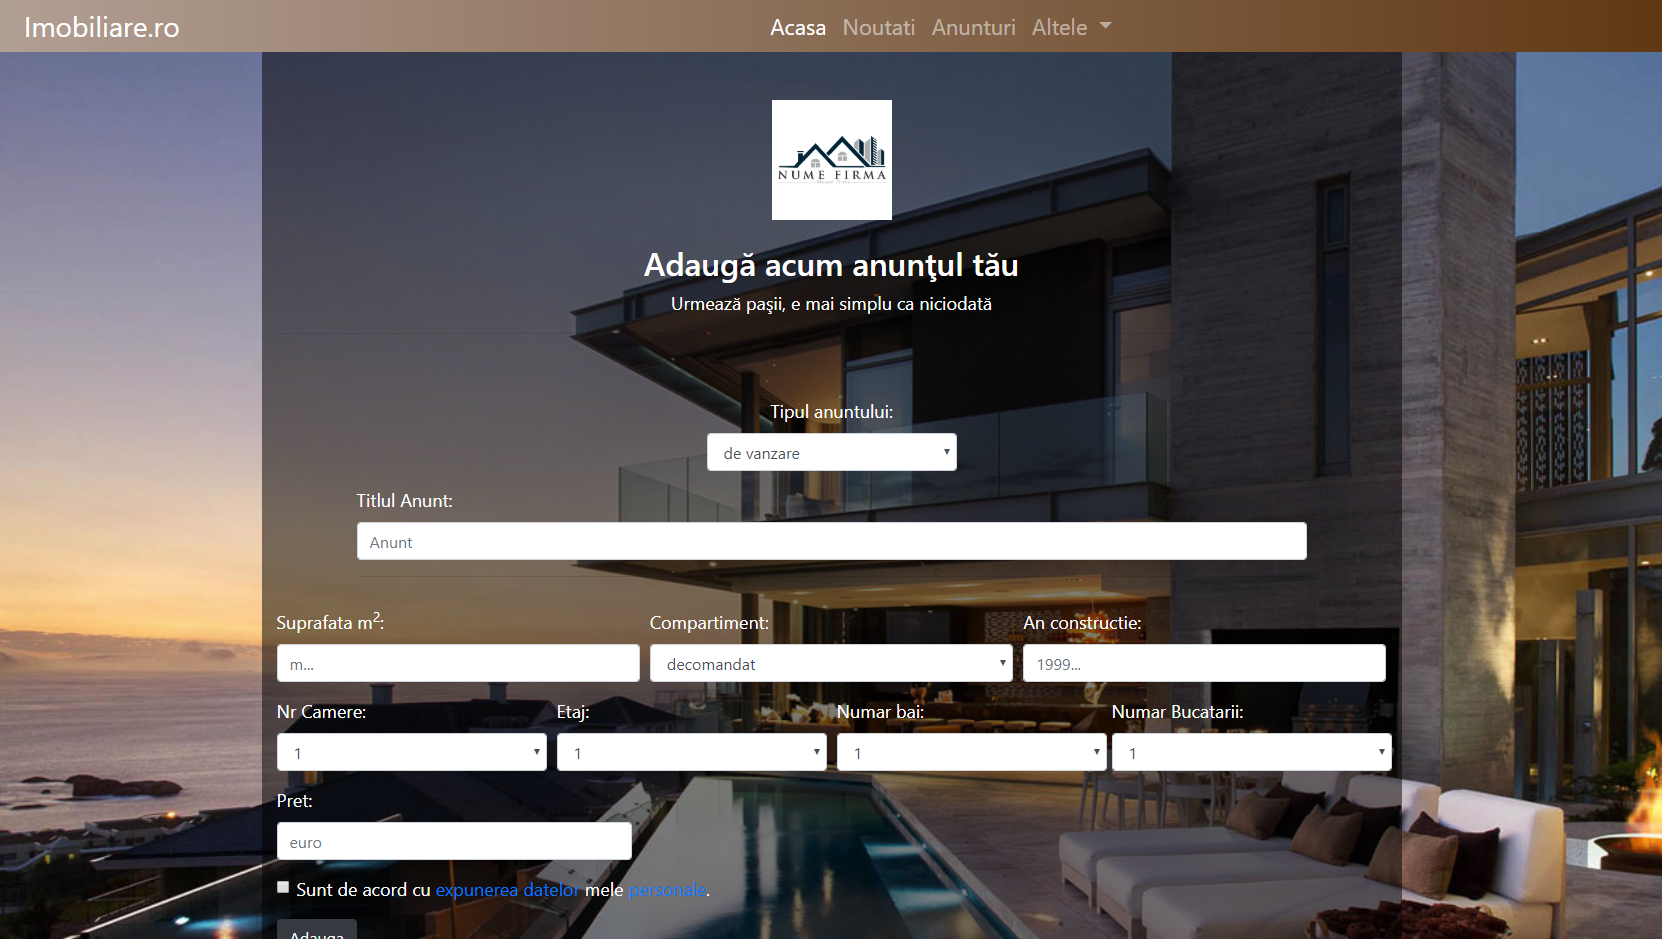 Imobiliare.ro
Acasa Noutati Anunturi Altele
NUME FIRMA
Adaugă acum anunţul tău
Urmează paşii, e mai simplu ca niciodată
Tipul anuntului:
de vanzare
Titlul Anunt:
Anunt
Suprafata m²: Compartiment: An constructie:
m... decomandat 1999...
Nr Camere: Etaj: Numar bai: Numar Bucatarii:
1 1 1 1
Pret:
euro
Sunt de acord cu expunerea datelor mele personale.
Adauga